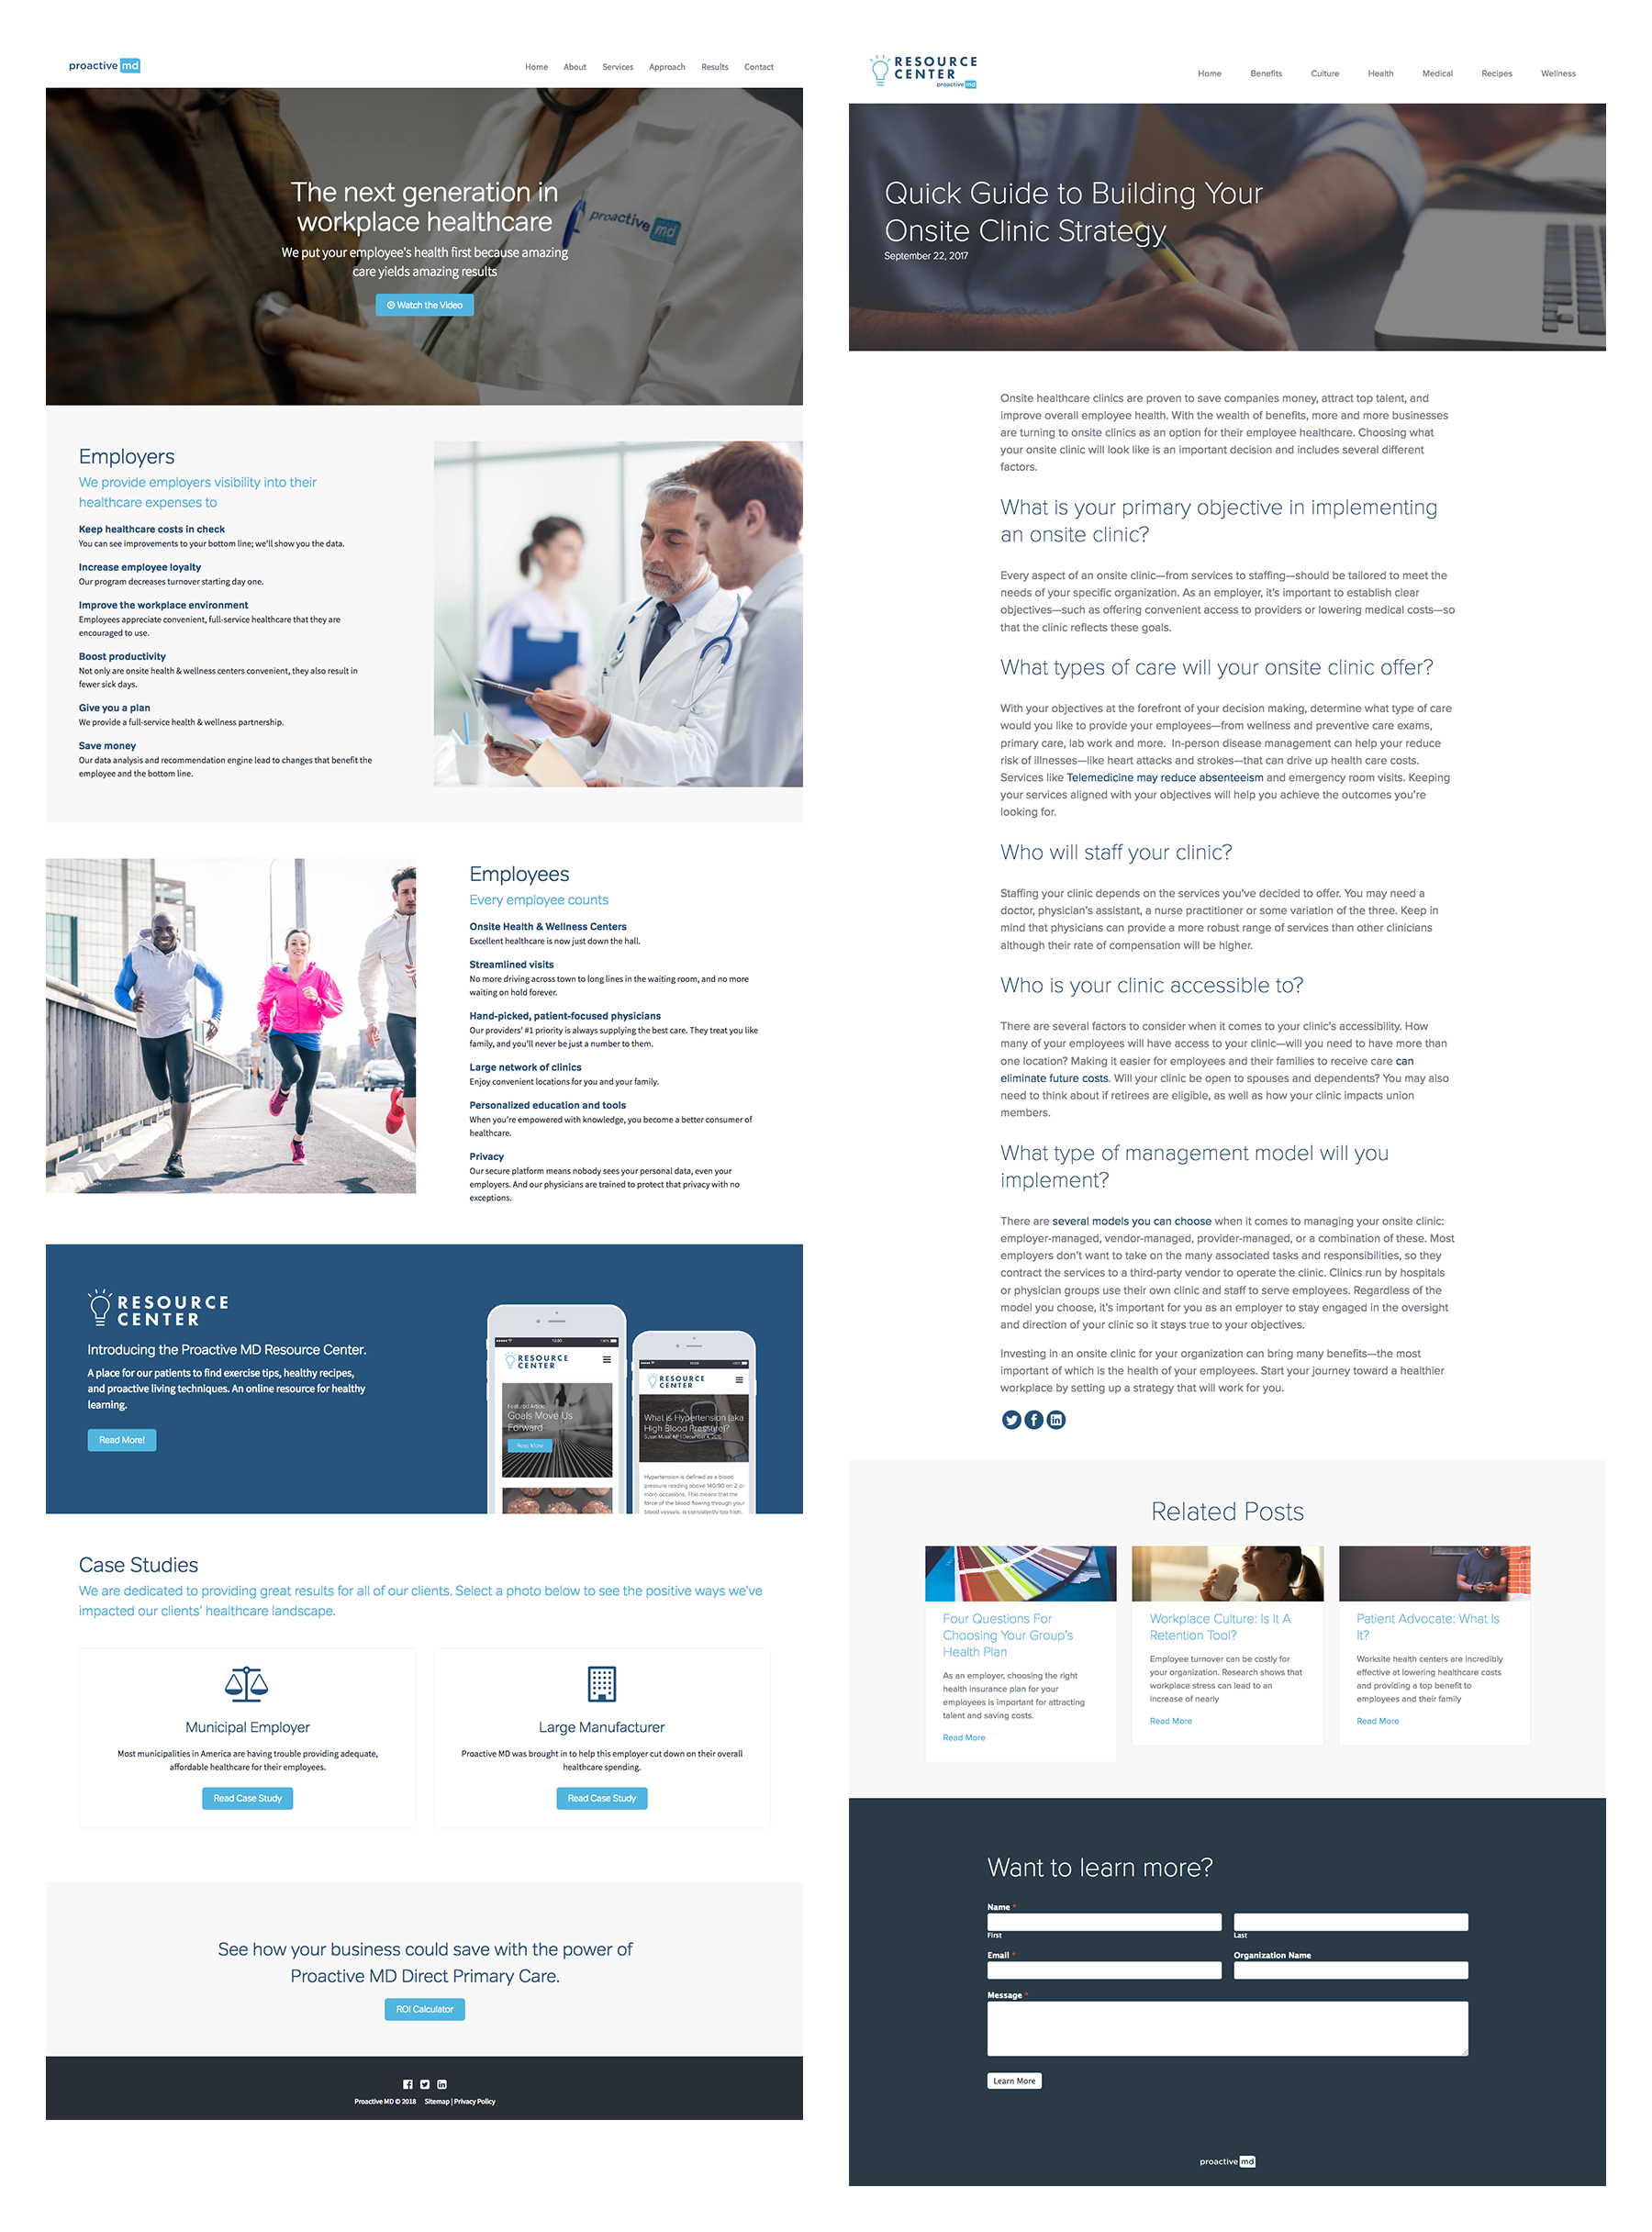 proactive md
Home About Services Approach Results Contact
The next generation in
workplace healthcare
proactive md
We put your employee's health first because amazing
care yields amazing results
Watch the Video
Employers
We provide employers visibility into their
healthcare expenses to
Keep healthcare costs in check
You can see improvements to your bottom line; we'll show you the data.
Increase employee loyalty
Our program decreases turnover starting day one.
Improve the workplace environment
Employees appreciate convenient, full-service healthcare that they are
encouraged to use.
Boost productivity
Not only are onsite health & wellness centers convenient, they also result in
fewer sick days.
Give you a plan
We provide a full-service health & wellness partnership.
Save money
Our data analysis and recommendation engine lead to changes that benefit the
employee and the bottom line.
Employees
Every employee counts
Onsite Health & Wellness Centers
Excellent healthcare is now just down the hall.
Streamlined visits
No more driving across town to long lines in the waiting room, and no more
waiting on hold forever.
Hand-picked, patient-focused physicians
Our providers' #1 priority is always supplying the best care. They treat you like
family, and you'll never be just a number to them.
Large network of clinics
Enjoy convenient locations for you and your family.
Personalized education and tools
When you're empowered with knowledge, you become a better consumer of
healthcare.
Privacy
Our secure platform means nobody sees your personal data, even your
employers. And our physicians are trained to protect that privacy with no
exceptions.
RESOURCE
CENTER
Introducing the Proactive MD Resource Center.
A place for our patients to find exercise tips, healthy recipes,
and proactive living techniques. An online resource for healthy
learning.
Read More!
RESOURCE
CENTER
Featured Article
Goals Move Us
Forward
Read More
RESOURCE
CENTER
What is Hypertension (aka
High Blood Pressure)?
Hypertension is defined as a blood
pressure reading above 140/90 on 2 or
more occasions. This means that the
force of the blood flowing through your
blood vessels, is consistently too high.
Case Studies
We are dedicated to providing great results for all of our clients. Select a photo below to see the positive ways we've
impacted our clients' healthcare landscape.
Municipal Employer
Most municipalities in America are having trouble providing adequate,
affordable healthcare for their employees.
Read Case Study
Large Manufacturer
Proactive MD was brought in to help this employer cut down on their overall
healthcare spending.
Read Case Study
See how your business could save with the power of
Proactive MD Direct Primary Care.
ROI Calculator
Proactive MD © 2018 Sitemap | Privacy Policy
RESOURCE
CENTER
proactive md
Home Benefits Culture Health Medical Recipes Wellness
Quick Guide to Building Your
Onsite Clinic Strategy
September 22, 2017
Onsite healthcare clinics are proven to save companies money, attract top talent, and
improve overall employee health. With the wealth of benefits, more and more businesses
are turning to onsite clinics as an option for their employee healthcare. Choosing what
your onsite clinic will look like is an important decision and includes several different
factors.
What is your primary objective in implementing
an onsite clinic?
Every aspect of an onsite clinic—from services to staffing—should be tailored to meet the
needs of your specific organization. As an employer, it's important to establish clear
objectives—such as offering convenient access to providers or lowering medical costs—so
that the clinic reflects these goals.
What types of care will your onsite clinic offer?
With your objectives at the forefront of your decision making, determine what type of care
would you like to provide your employees—from wellness and preventive care exams,
primary care, lab work and more. In-person disease management can help your reduce
risk of illnesses—like heart attacks and strokes—that can drive up health care costs.
Services like Telemedicine may reduce absenteeism and emergency room visits. Keeping
your services aligned with your objectives will help you achieve the outcomes you're
looking for.
Who will staff your clinic?
Staffing your clinic depends on the services you've decided to offer. You may need a
doctor, physician's assistant, a nurse practitioner or some variation of the three. Keep in
mind that physicians can provide a more robust range of services than other clinicians
although their rate of compensation will be higher.
Who is your clinic accessible to?
There are several factors to consider when it comes to your clinic's accessibility. How
many of your employees will have access to your clinic—will you need to have more than
one location? Making it easier for employees and their families to receive care can
eliminate future costs. Will your clinic be open to spouses and dependents? You may also
need to think about if retirees are eligible, as well as how your clinic impacts union
members.
What type of management model will you
implement?
There are several models you can choose when it comes to managing your onsite clinic:
employer-managed, vendor-managed, provider-managed, or a combination of these. Most
employers don't want to take on the many associated tasks and responsibilities, so they
contract the services to a third-party vendor to operate the clinic. Clinics run by hospitals
or physician groups use their own clinic and staff to serve employees. Regardless of the
model you choose, it's important for you as an employer to stay engaged in the oversight
and direction of your clinic so it stays true to your objectives.
Investing in an onsite clinic for your organization can bring many benefits—the most
important of which is the health of your employees. Start your journey toward a healthier
workplace by setting up a strategy that will work for you.
Related Posts
Four Questions For
Choosing Your Group's
Health Plan
As an employer, choosing the right
health insurance plan for your
employees is important for attracting
talent and saving costs.
Read More
Workplace Culture: Is It A
Retention Tool?
Employee turnover can be costly for
your organization. Research shows that
workplace stress can lead to an
increase of nearly
Read More
Patient Advocate: What Is
It?
Worksite health centers are incredibly
effective at lowering healthcare costs
and providing a top benefit to
employees and their family
Read More
Want to learn more?
Name *
First Last
Email * Organization Name
Message *
Learn More
proactive md